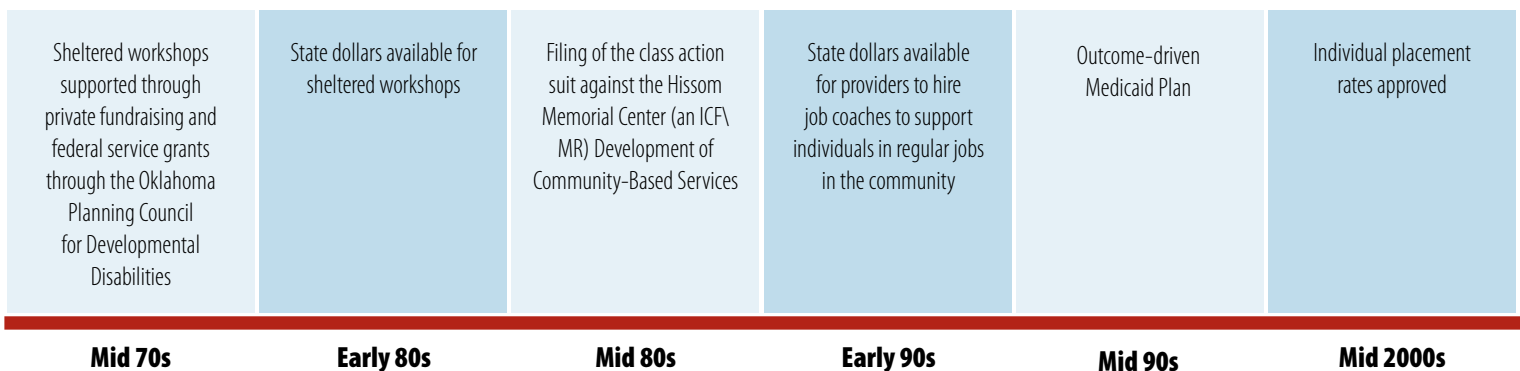 Sheltered workshops
supported through
private fundraising and
federal service grants
through the Oklahoma
Planning Council
for Developmental
Disabilities
State dollars available for
sheltered workshops
Filing of the class action
suit against the Hissom
Memorial Center (an ICF\
MR) Development of
Community-Based Services
State dollars available
for providers to hire
job coaches to support
individuals in regular jobs
in the community
Outcome-driven
Medicaid Plan
Individual placement
rates approved
Mid 70s
Early 80s
Mid 80s
Early 90s
Mid 90s
Mid 2000s